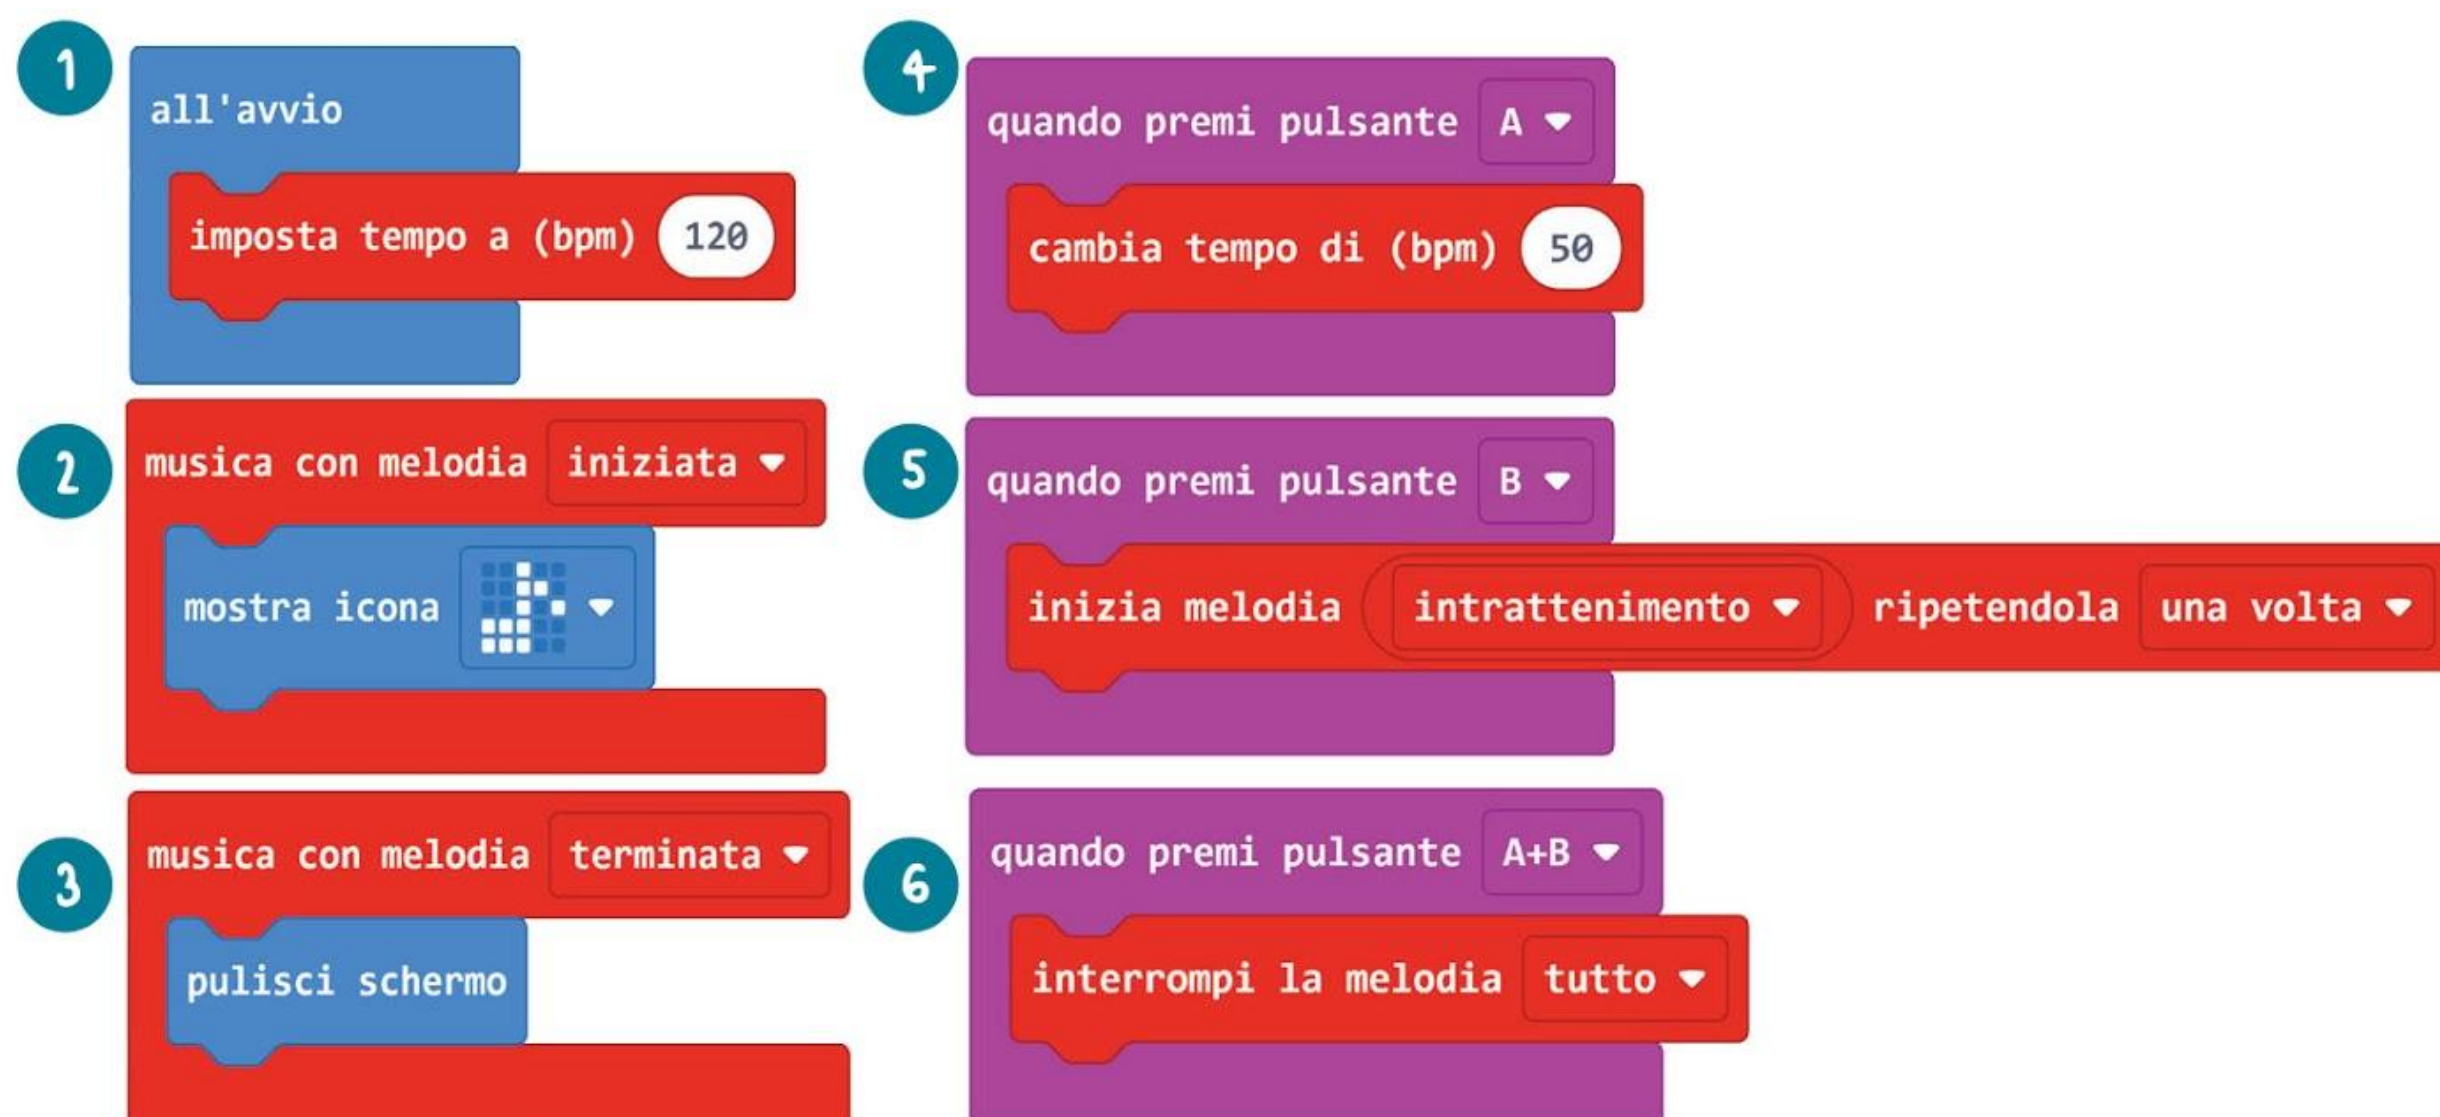 1
all'avvio
imposta tempo a (bpm) 120
2
musica con melodia iniziata
mostra icona
3
musica con melodia terminata
pulisci schermo
4
quando premi pulsante A
cambia tempo di (bpm) 50
5
quando premi pulsante B
inizia melodia intrattenimento ripetendola una volta
6
quando premi pulsante A+B
interrompi la melodia tutto